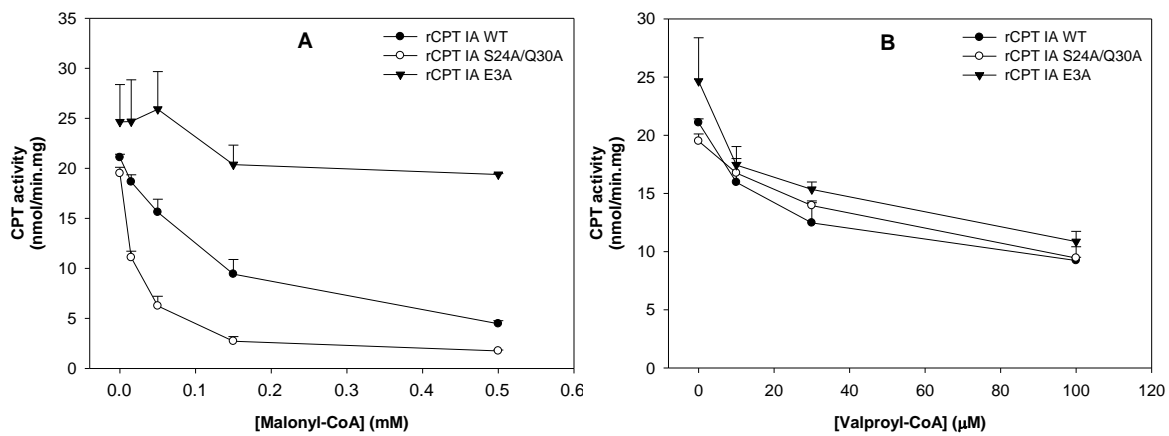 A
rCPT IA WT
rCPT IA S24A/Q30A
rCPT IA E3A
CPT activity
(nmol/min.mg)
35
30
25
20
15
10
5
0
0.0 0.1 0.2 0.3 0.4 0.5 0.6
[Malonyl-CoA] (mM)
B
rCPT IA WT
rCPT IA S24A/Q30A
rCPT IA E3A
CPT activity
(nmol/min.mg)
30
25
20
15
10
5
0
0 20 40 60 80 100 120
[Valproyl-CoA] (μM)